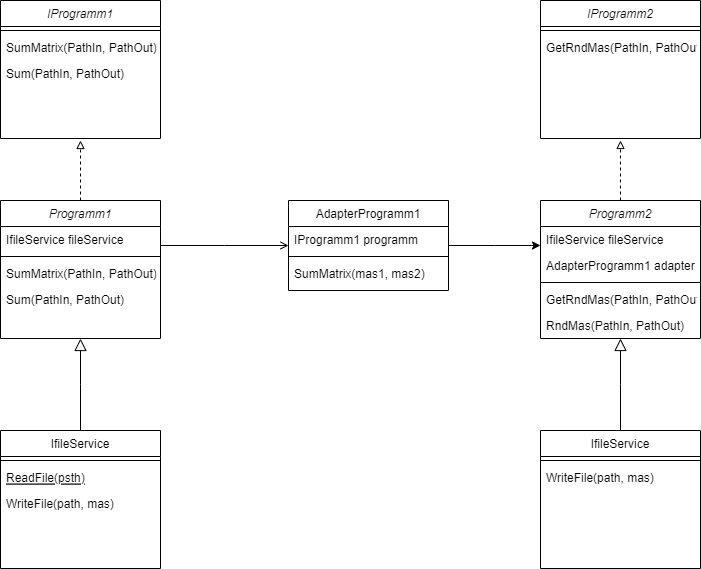 IProgramm1
SumMatrix(PathIn, PathOut)
Sum(PathIn, PathOut)
IProgramm2
GetRndMas(PathIn, PathOu
Programm1
IfileService fileService
SumMatrix(PathIn, PathOut)
Sum(PathIn, PathOut)
AdapterProgramm1
IProgramm1 programm
SumMatrix(mas1, mas2)
Programm2
IfileService fileService
AdapterProgramm1 adapter
GetRndMas(PathIn, PathOu
RndMas(PathIn, PathOut)
IfileService
ReadFile(psth)
WriteFile(path, mas)
IfileService
WriteFile(path, mas)